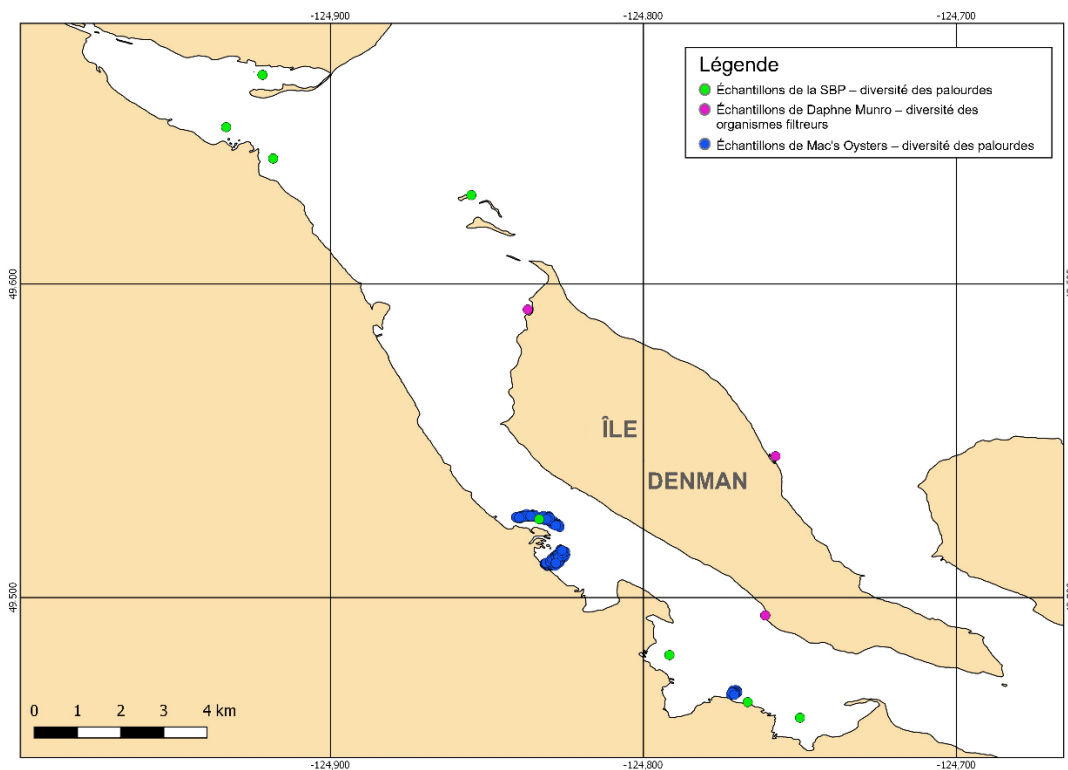 -124,900 -124,800 -124,700
Légende
Échantillons de la SBP – diversité des palourdes
Échantillons de Daphne Munro – diversité des
organismes filtreurs
Échantillons de Mac's Oysters – diversité des palourdes
49,600
ÎLE
DENMAN
49,500
0 1 2 3 4 km
-124,900 -124,800 -124,700